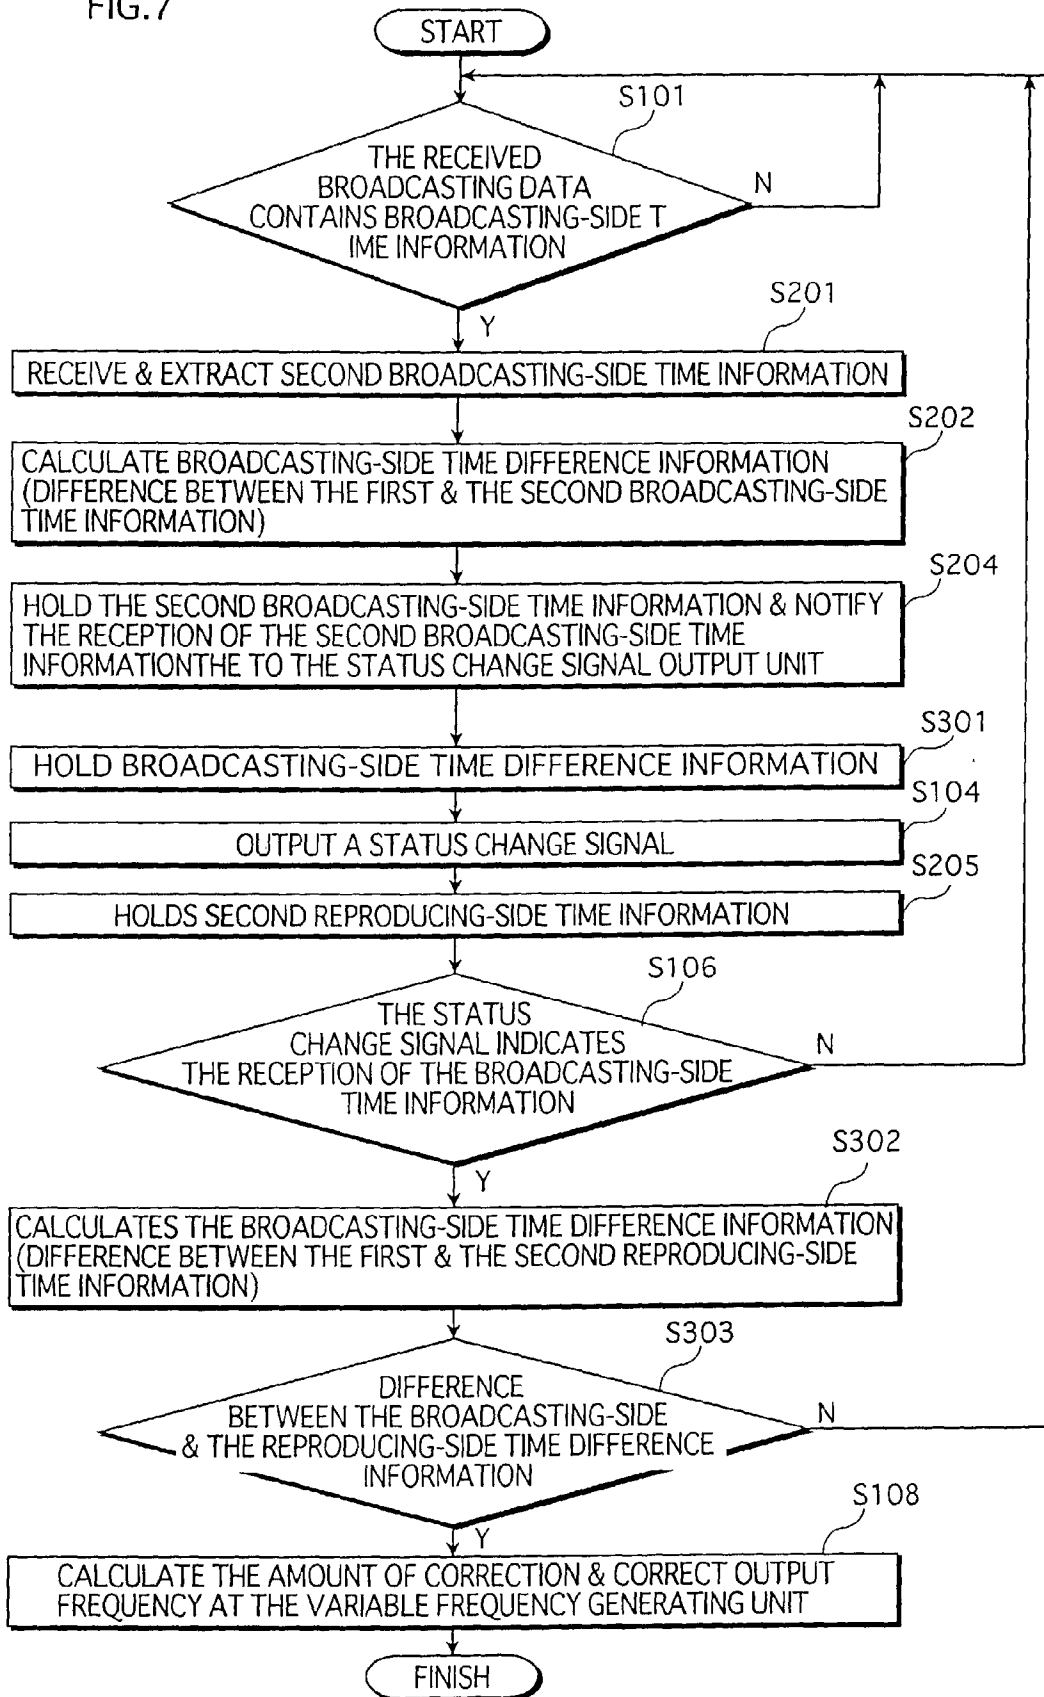 FIG.7
START
S101
THE RECEIVED
BROADCASTING DATA
CONTAINS BROADCASTING-SIDE T
IME INFORMATION
N
Y
S201
RECEIVE & EXTRACT SECOND BROADCASTING-SIDE TIME INFORMATION
S202
CALCULATE BROADCASTING-SIDE TIME DIFFERENCE INFORMATION
(DIFFERENCE BETWEEN THE FIRST & THE SECOND BROADCASTING-SIDE
TIME INFORMATION)
S204
HOLD THE SECOND BROADCASTING-SIDE TIME INFORMATION & NOTIFY
THE RECEPTION OF THE SECOND BROADCASTING-SIDE TIME
INFORMATIONTHE TO THE STATUS CHANGE SIGNAL OUTPUT UNIT
S301
HOLD BROADCASTING-SIDE TIME DIFFERENCE INFORMATION
S104
OUTPUT A STATUS CHANGE SIGNAL
S205
HOLDS SECOND REPRODUCING-SIDE TIME INFORMATION
S106
THE STATUS
CHANGE SIGNAL INDICATES
THE RECEPTION OF THE BROADCASTING-SIDE
TIME INFORMATION
N
Y
S302
CALCULATES THE BROADCASTING-SIDE TIME DIFFERENCE INFORMATION
(DIFFERENCE BETWEEN THE FIRST & THE SECOND REPRODUCING-SIDE
TIME INFORMATION)
S303
DIFFERENCE
BETWEEN THE BROADCASTING-SIDE
& THE REPRODUCING-SIDE TIME DIFFERENCE
INFORMATION
N
Y
S108
CALCULATE THE AMOUNT OF CORRECTION & CORRECT OUTPUT
FREQUENCY AT THE VARIABLE FREQUENCY GENERATING UNIT
FINISH